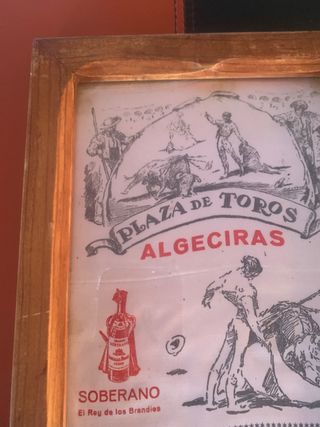 PLAZA DE TOROS
ALGECIRAS
SOBERANO
El Rey de los Brandies